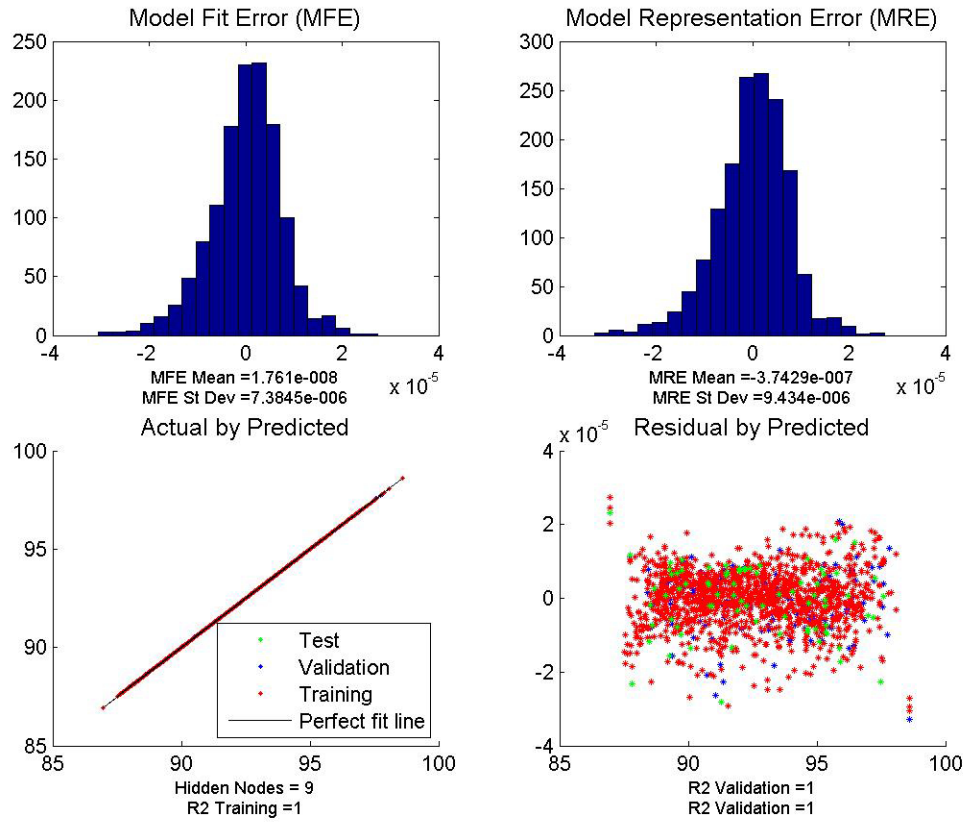 Model Fit Error (MFE)
250
200
150
100
50
0
-4
-2
0
2
4
x 10-5
MFE Mean =1.761e-008
MFE St Dev =7.3845e-006
Model Representation Error (MRE)
300
250
200
150
100
50
0
-4
-2
0
2
4
x 10-5
MRE Mean =-3.7429e-007
MRE St Dev =9.434e-006
Actual by Predicted
100
95
90
85
85
90
95
100
Test
Validation
Training
Perfect fit line
Hidden Nodes = 9
R2 Training =1
x 10-5
Residual by Predicted
4
2
0
-2
-4
85
90
95
100
R2 Validation =1
R2 Validation =1